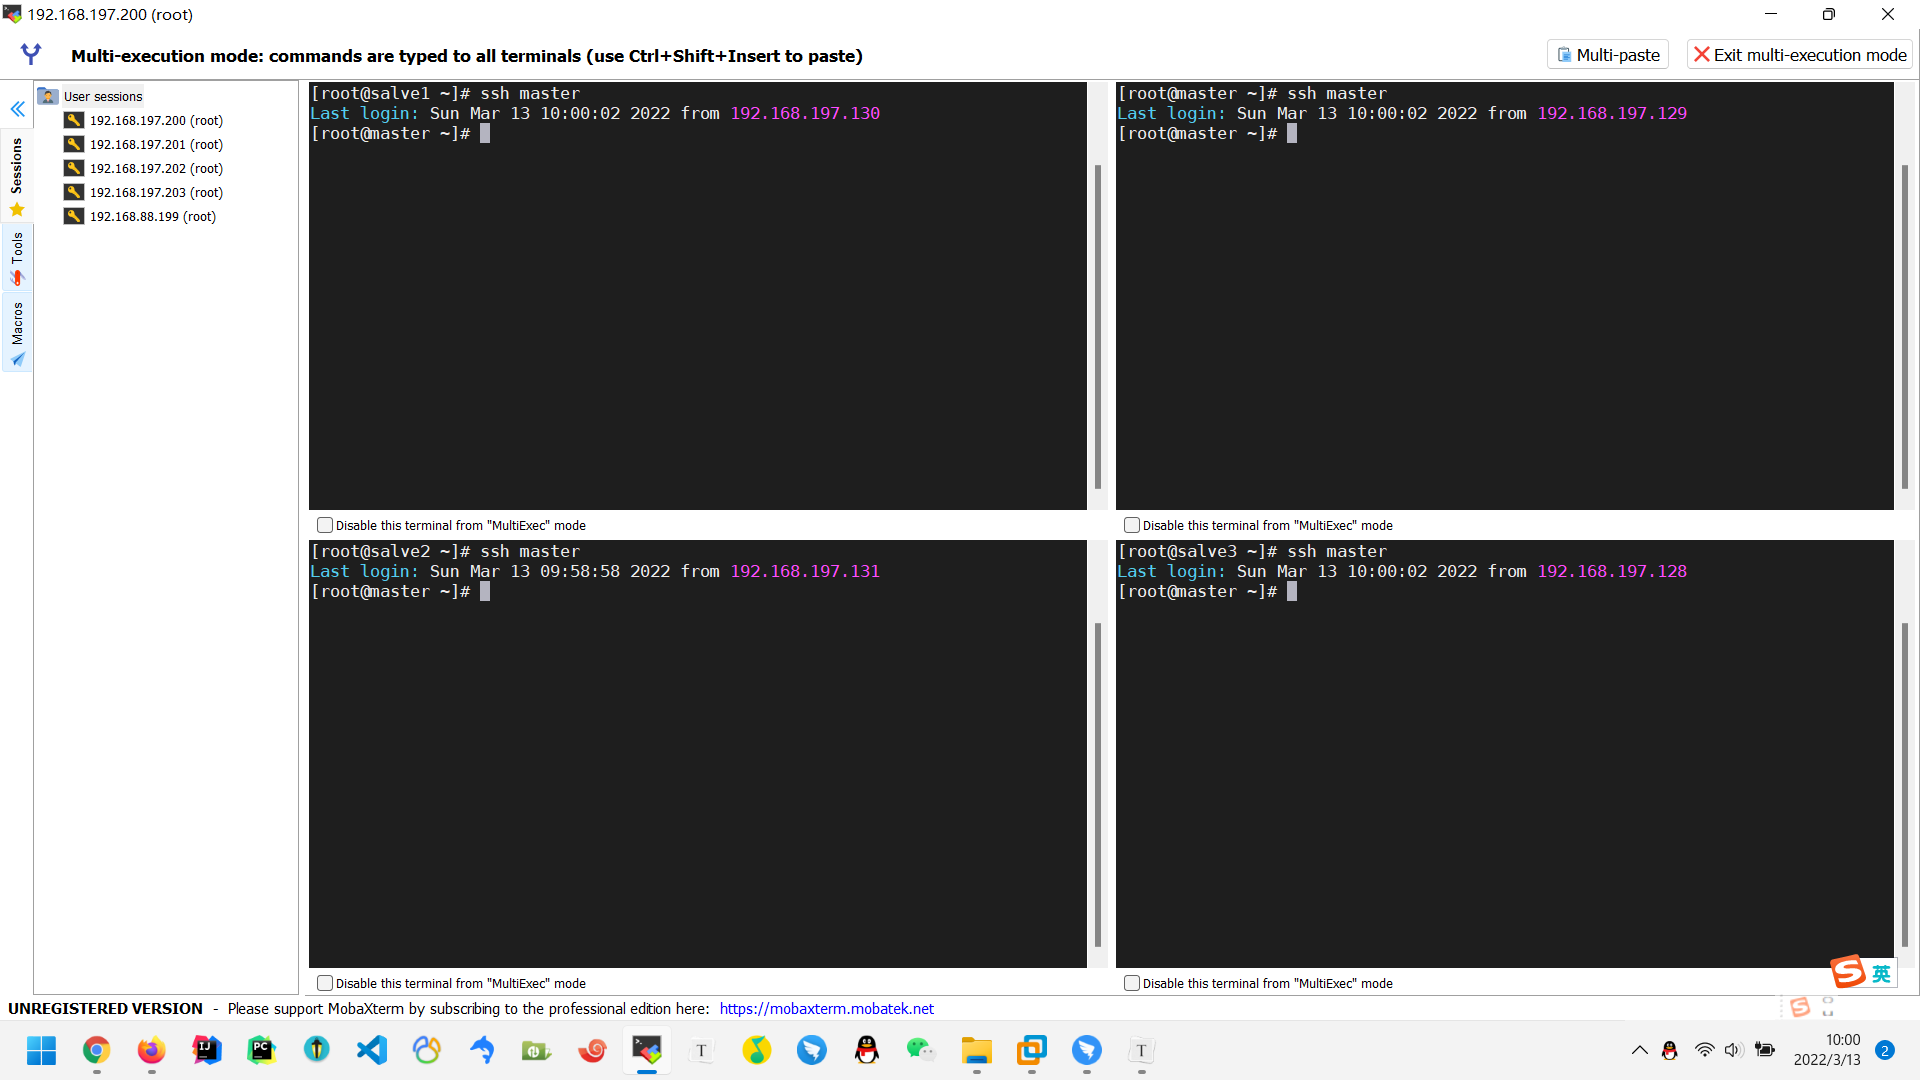 192.168.197.200 (root)
Multi-execution mode: commands are typed to all terminals (use Ctrl+Shift+Insert to paste)
Multi-paste
Exit multi-execution mode
Sessions
Tools
Macros
User sessions
192.168.197.200 (root)
192.168.197.201 (root)
192.168.197.202 (root)
192.168.197.203 (root)
192.168.88.199 (root)
[root@salve1 ~]# ssh master
Last login: Sun Mar 13 10:00:02 2022 from 192.168.197.130
[root@master ~]#
Disable this terminal from "MultiExec" mode
[root@master ~]# ssh master
Last login: Sun Mar 13 10:00:02 2022 from 192.168.197.129
[root@master ~]#
Disable this terminal from "MultiExec" mode
[root@salve2 ~]# ssh master
Last login: Sun Mar 13 09:58:58 2022 from 192.168.197.131
[root@master ~]#
Disable this terminal from "MultiExec" mode
[root@salve3 ~]# ssh master
Last login: Sun Mar 13 10:00:02 2022 from 192.168.197.128
[root@master ~]#
Disable this terminal from "MultiExec" mode
S 英
UNREGISTERED VERSION - Please support MobaXterm by subscribing to the professional edition here: https://mobaxterm.mobatek.net
IJ
PC
T
T
10:00
2022/3/13
2